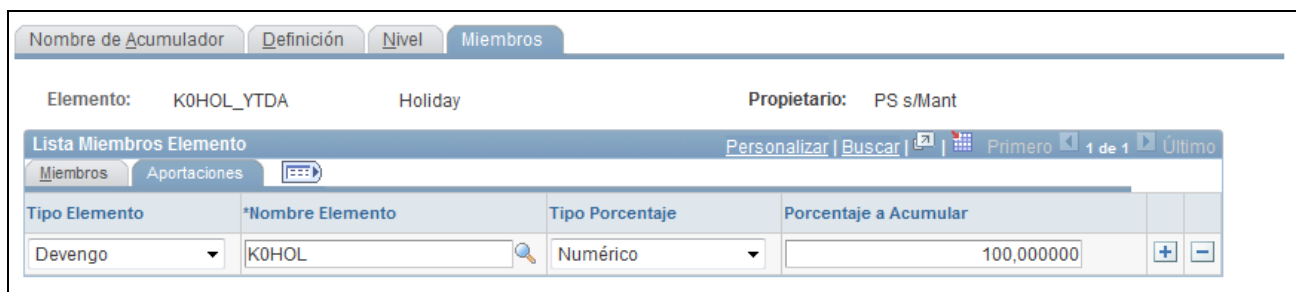 Nombre de Acumulador Definición Nivel Miembros
Elemento: K0HOL_YTDA Holiday Propietario: PS s/Mant
Lista Miembros Elemento Personalizar | Buscar | | Primero 1 de 1 Último
Miembros Aportaciones
Tipo Elemento *Nombre Elemento Tipo Porcentaje Porcentaje a Acumular
Devengo K0HOL Numérico 100,000000